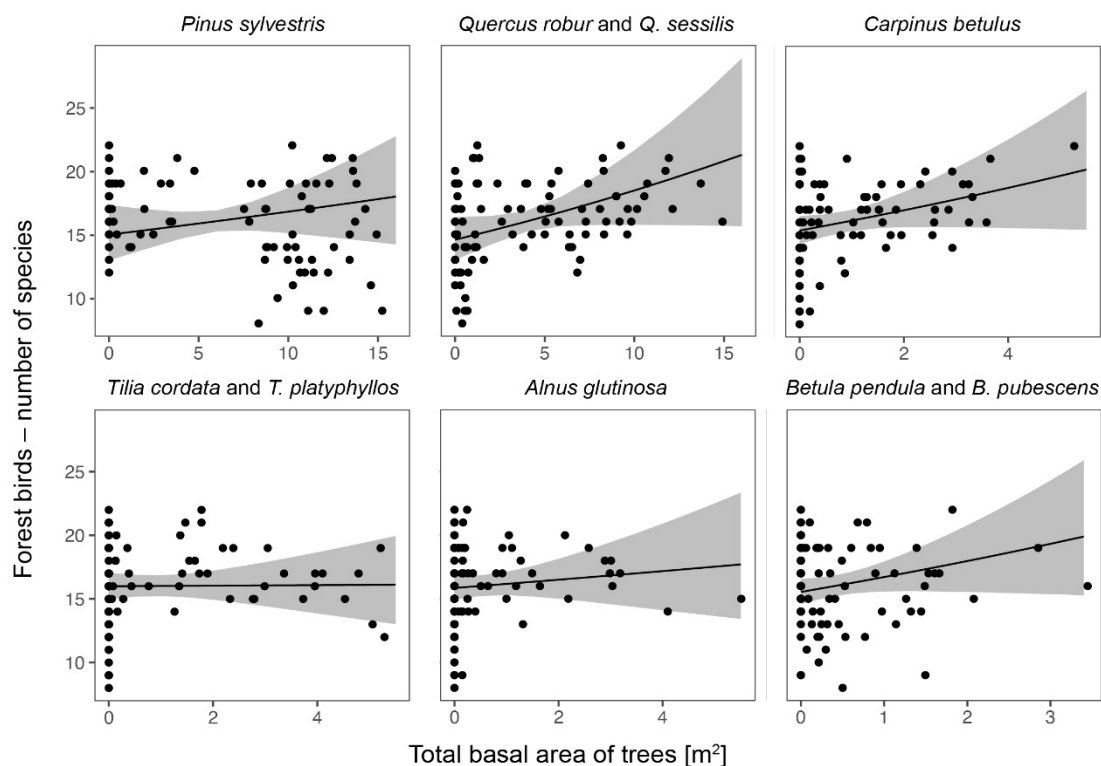 Pinus sylvestris
Quercus robur and Q. sessilis
Carpinus betulus
25
20
15
10
0 5 10 15
0 5 10 15
0 2 4
Tilia cordata and T. platyphyllos
Alnus glutinosa
Betula pendula and B. pubescens
25
20
15
10
0 2 4
0 2 4
0 1 2 3
Forest birds – number of species
Total basal area of trees [m²]